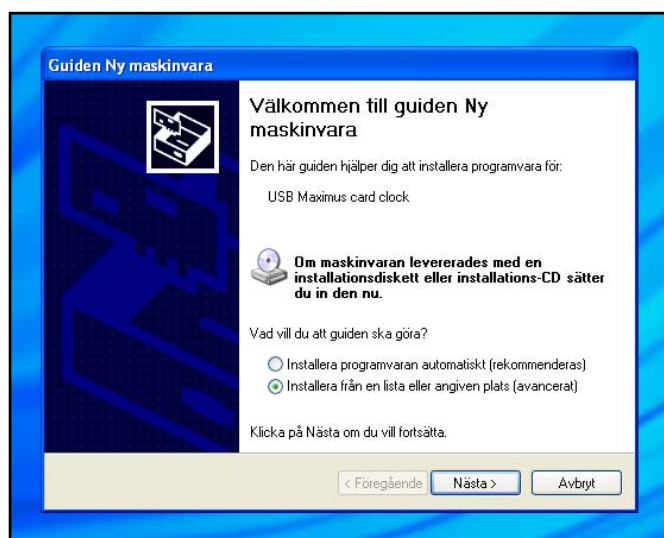 Guiden Ny maskinvara
Välkommen till guiden Ny
maskinvara
Den här guiden hjälper dig att installera programvara för:
USB Maximus card clock
Om maskinvaran levererades med en
installationsdiskett eller installations-CD sätter
du in den nu.
Vad vill du att guiden ska göra?
Installera programvaran automatiskt (rekommenderas)
Installera från en lista eller angiven plats (avancerat)
Klicka på Nästa om du vill fortsätta.
< Föregående Nästa > Avbryt